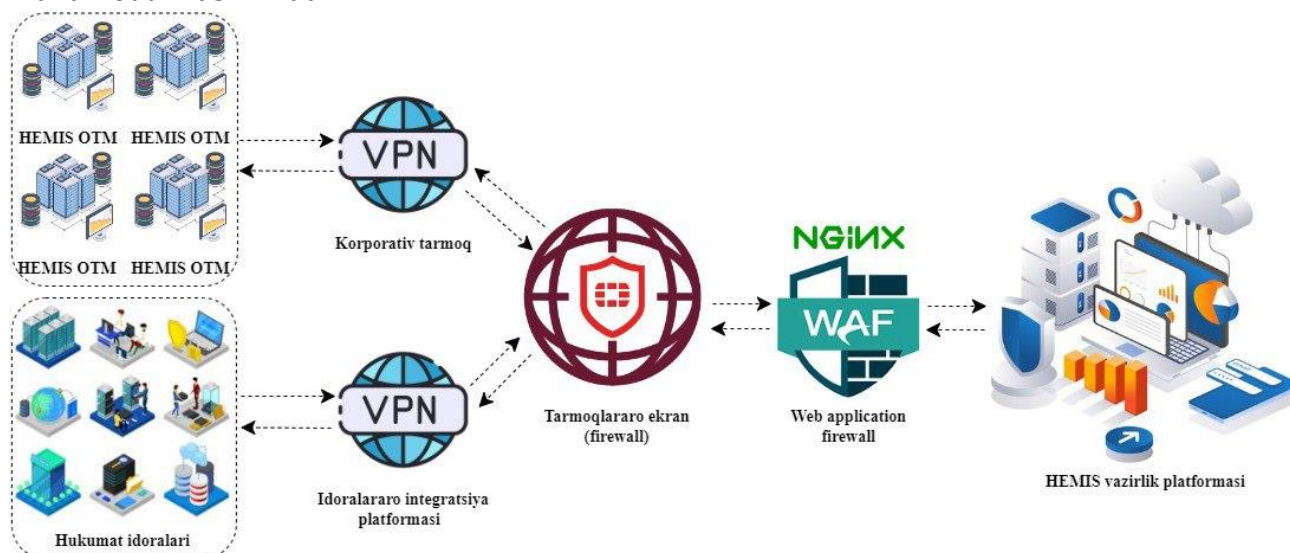 HEMIS OTM HEMIS OTM
HEMIS OTM HEMIS OTM
Hukumat idoralari
VPN
Korporativ tarmoq
VPN
Idoralararo integratsiya
platformasi
Tarmoqlararo ekran
(firewall)
NGINX
WAF
Web application
firewall
HEMIS vazirlik platformasi